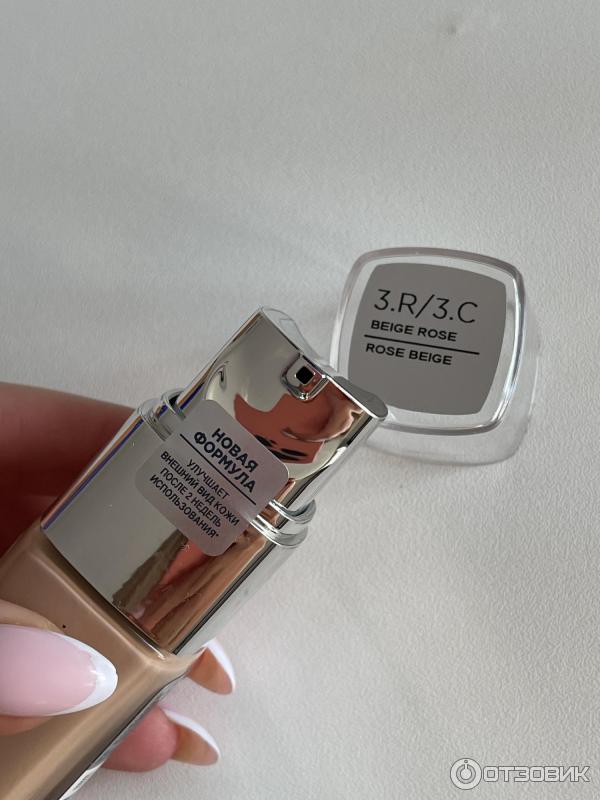 3.R/3.C
BEIGE ROSE
ROSE BEIGE
НОВАЯ
ФОРМУЛА
УЛУЧШАЕТ
ВНЕШНИЙ ВИД КОЖИ
ПОСЛЕ 2 НЕДЕЛЬ
ИСПОЛЬЗОВАНИЯ*
ОТЗОВИК